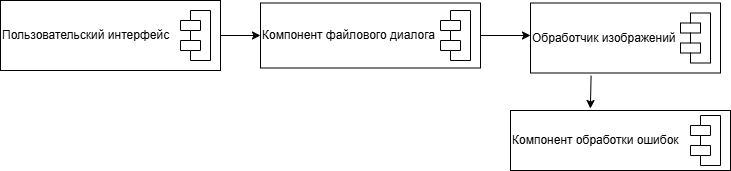 Пользовательский интерфейс
Компонент файлового диалога
Обработчик изображений
Компонент обработки ошибок